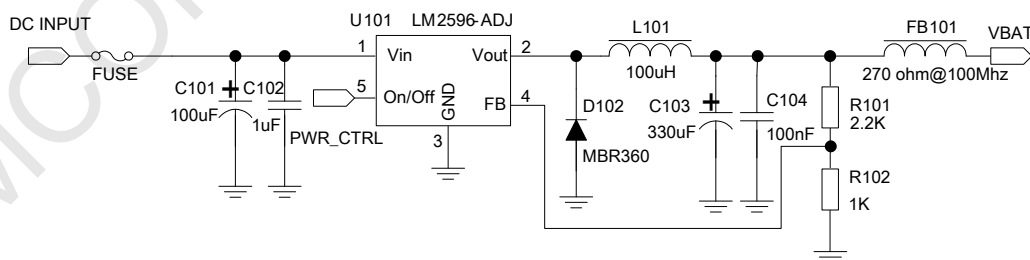 DC INPUT
FUSE
C101
100uF
C102
1uF
U101 LM2596-ADJ
1
Vin
5
On/Off
PWR_CTRL
GND
3
Vout
2
FB
4
D102
MBR360
L101
100uH
C103
330uF
C104
100nF
FB101
270 ohm@100Mhz
VBAT
R101
2.2K
R102
1K